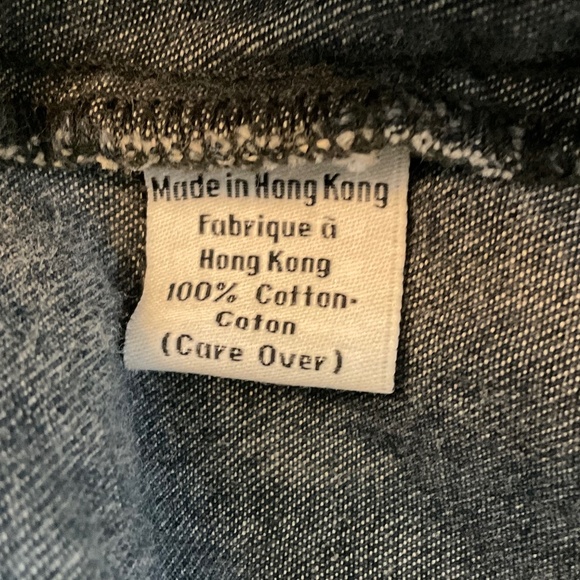 Made in Hong Kong
Fabrique à
Hong Kong
100% Cotton-
Coton
(Care Over)